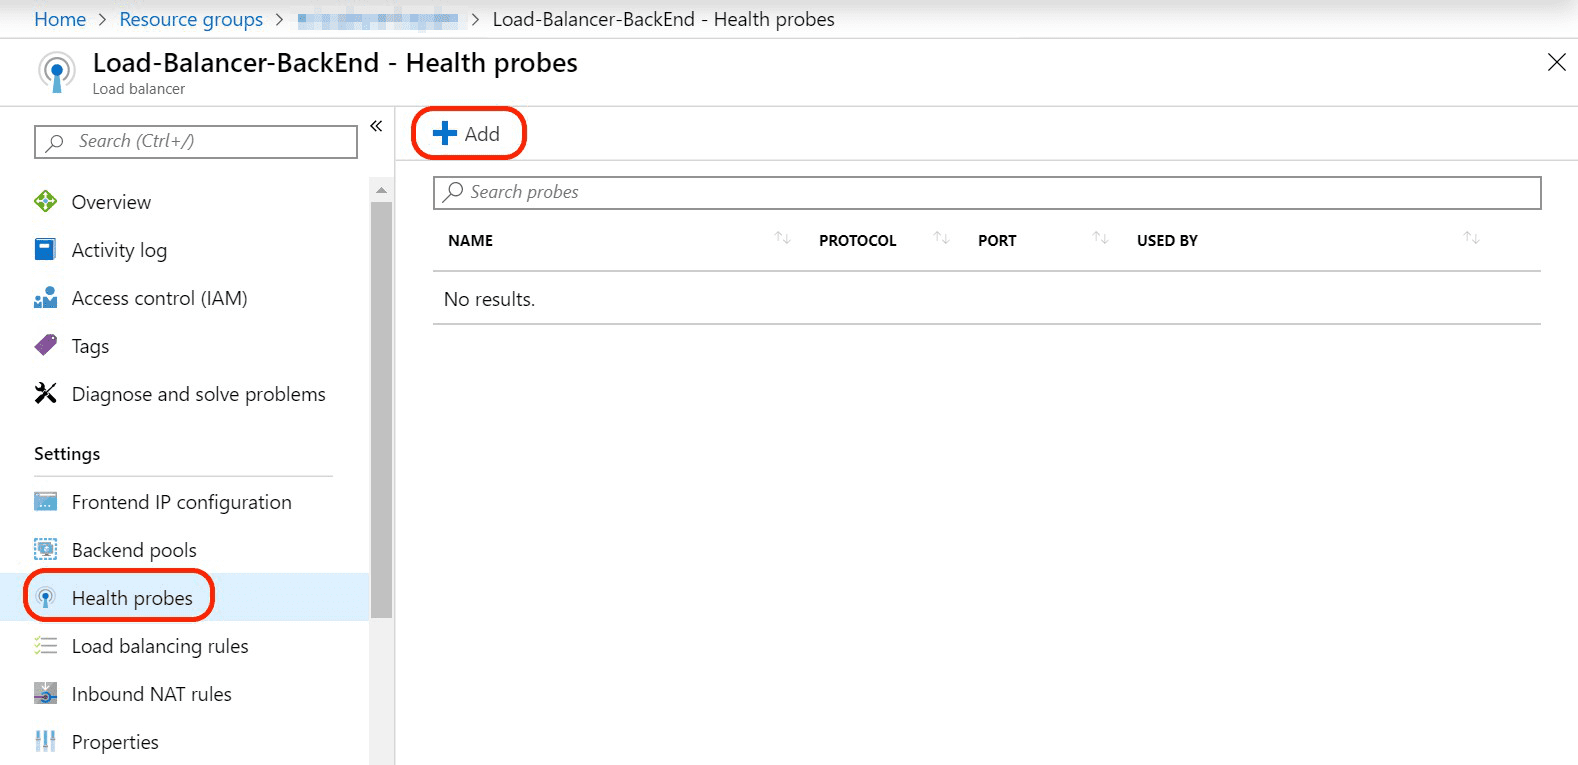 Home > Resource groups > > Load-Balancer-BackEnd - Health probes
Load-Balancer-BackEnd - Health probes
Load balancer
Search (Ctrl+/)
Overview
Activity log
Access control (IAM)
Tags
Diagnose and solve problems
Settings
Frontend IP configuration
Backend pools
Health probes
Load balancing rules
Inbound NAT rules
Properties
Add
Search probes
NAME PROTOCOL PORT USED BY
No results.